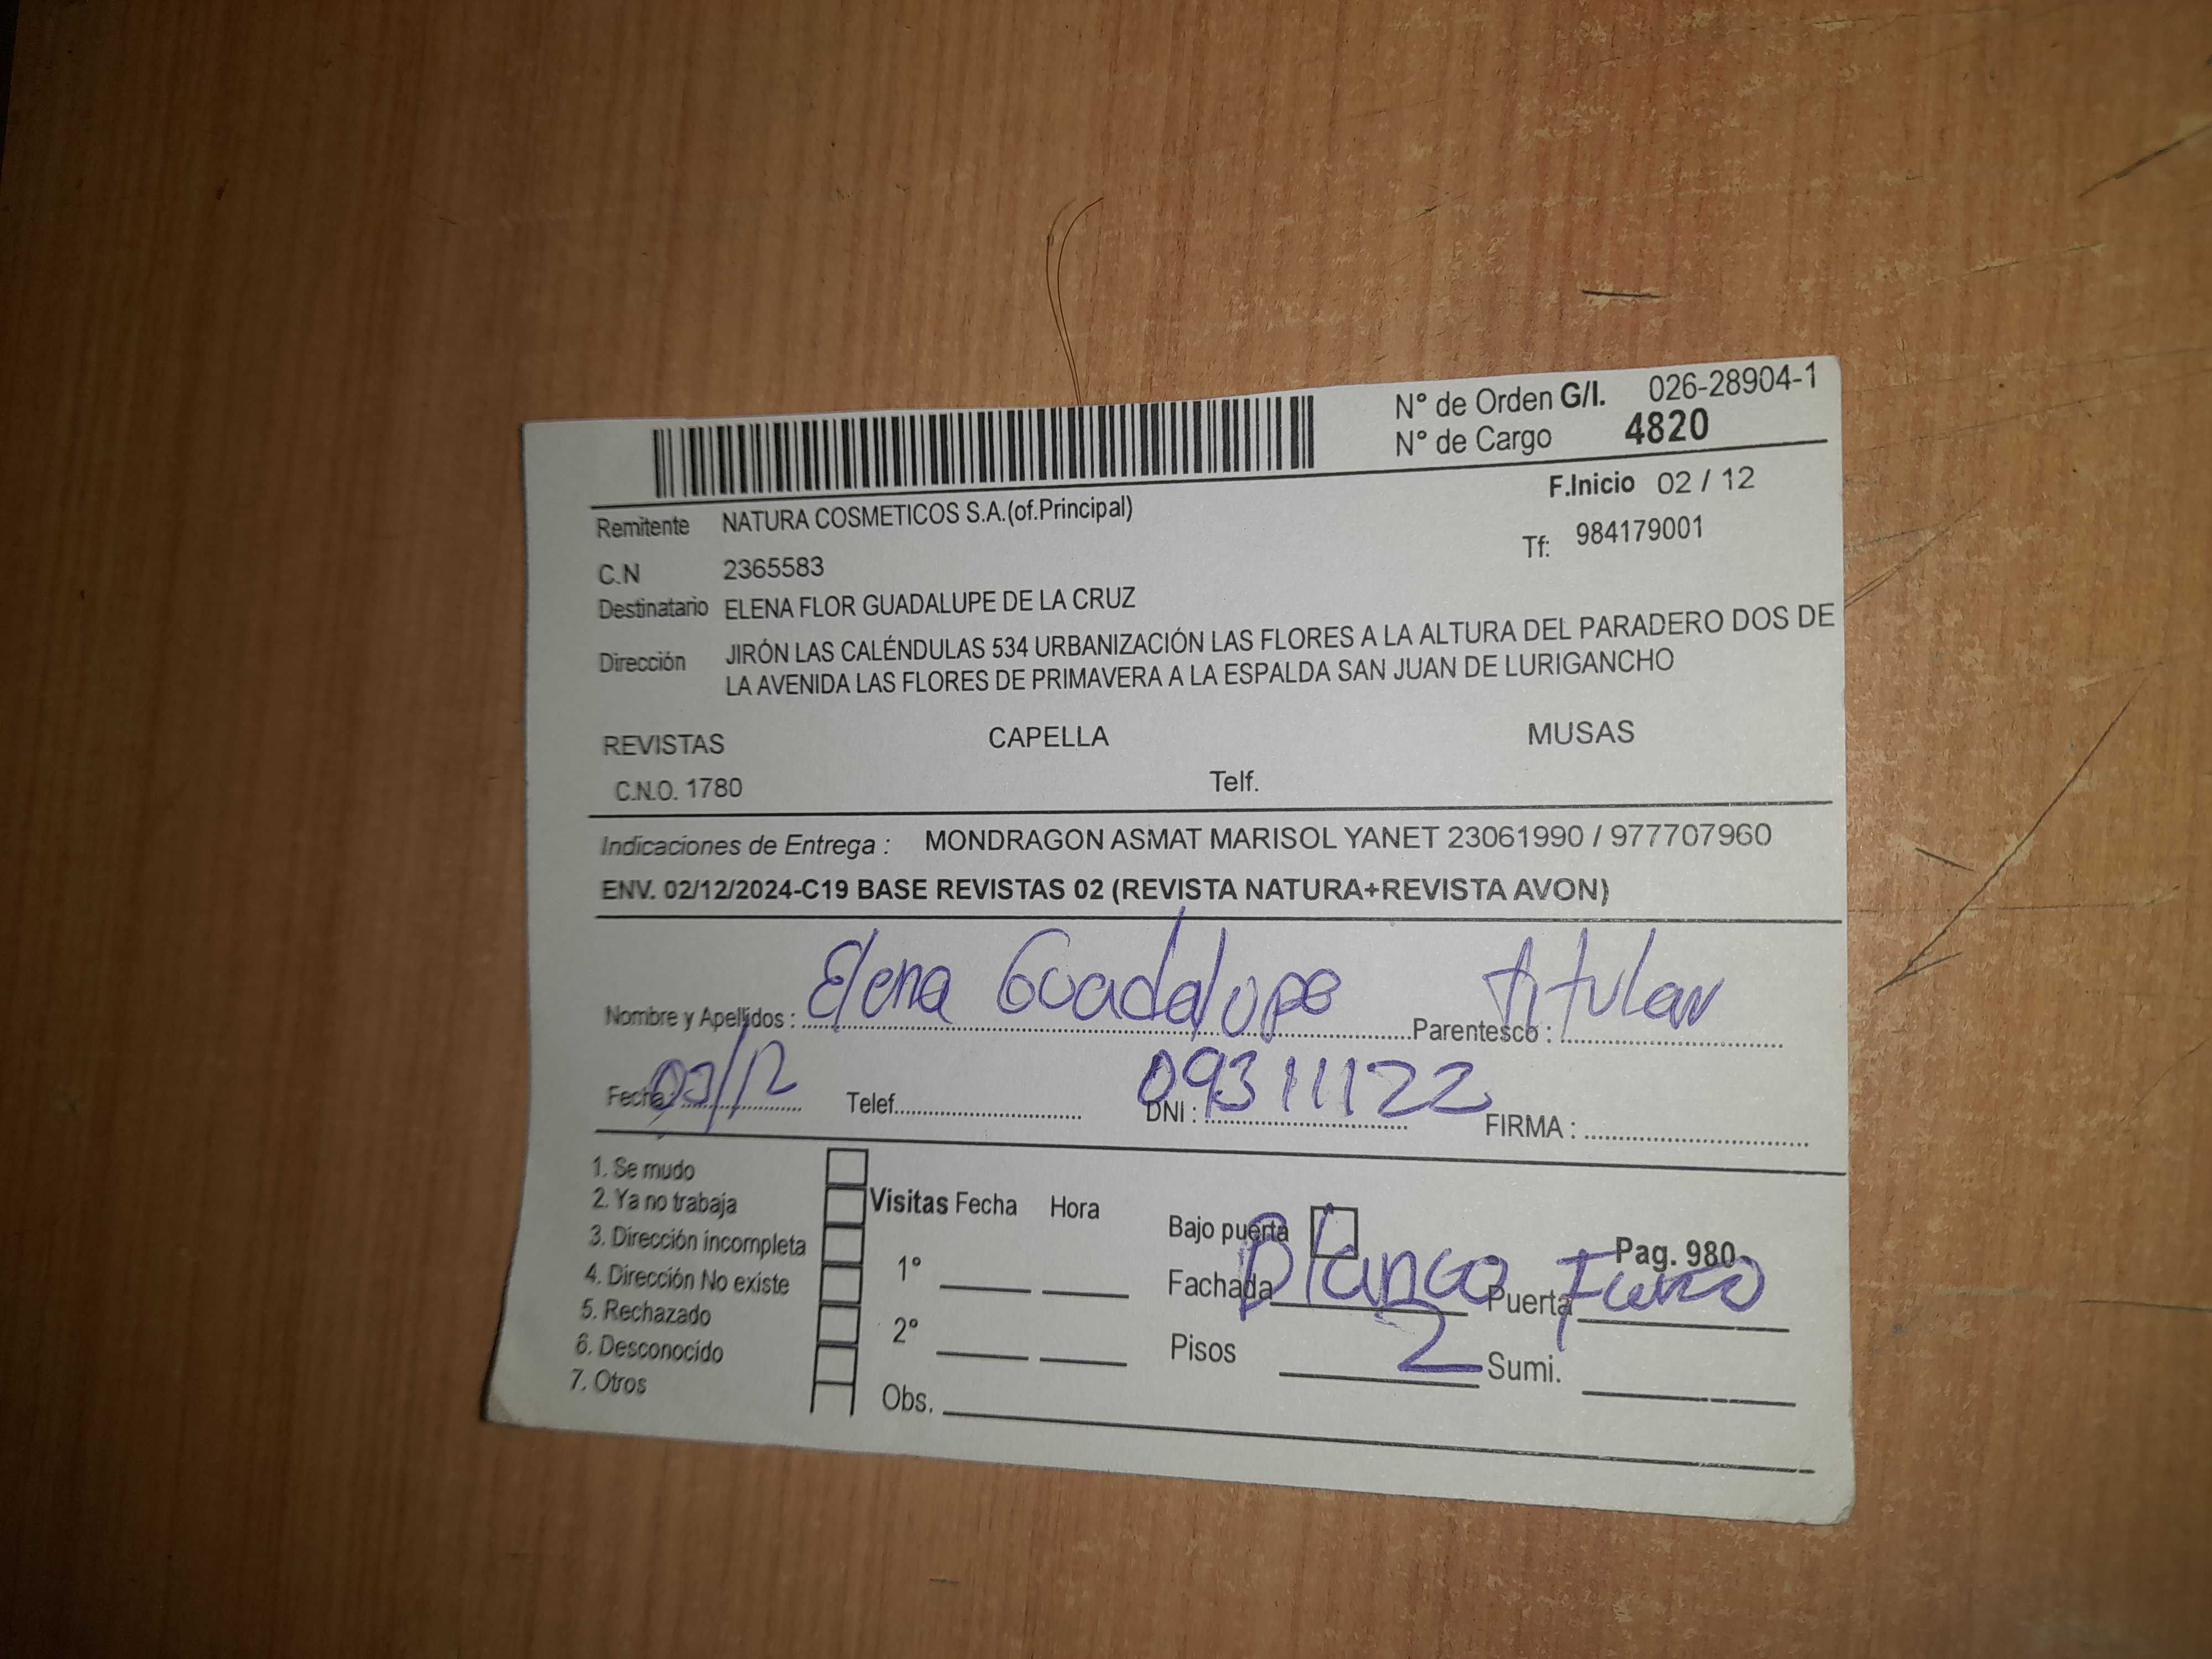 N° de Orden G/I. 026-28904-1
N° de Cargo 4820
F.Inicio 02 / 12
Remitente NATURA COSMETICOS S.A.(of.Principal)
Tf: 984179001
C.N 2365583
Destinatario ELENA FLOR GUADALUPE DE LA CRUZ
Dirección JIRÓN LAS CALÉNDULAS 534 URBANIZACIÓN LAS FLORES A LA ALTURA DEL PARADERO DOS DE
LA AVENIDA LAS FLORES DE PRIMAVERA A LA ESPALDA SAN JUAN DE LURIGANCHO
REVISTAS CAPELLA MUSAS
C.N.O. 1780 Telf.
Indicaciones de Entrega : MONDRAGON ASMAT MARISOL YANET 23061990 / 977707960
ENV. 02/12/2024-C19 BASE REVISTAS 02 (REVISTA NATURA+REVISTA AVON)
Nombre y Apellidos : Elena Guadalupe Parentesco : titular
Fecha: 03/12 Telef. DNI : 09311122 FIRMA :
1. Se mudo
2. Ya no trabaja Visitas Fecha Hora Bajo puerta
3. Dirección incompleta Pag. 980
4. Dirección No existe 1° Fachada Blanco Puerta
5. Rechazado
6. Desconocido 2° Pisos 2 Sumi.
7. Otros Obs.